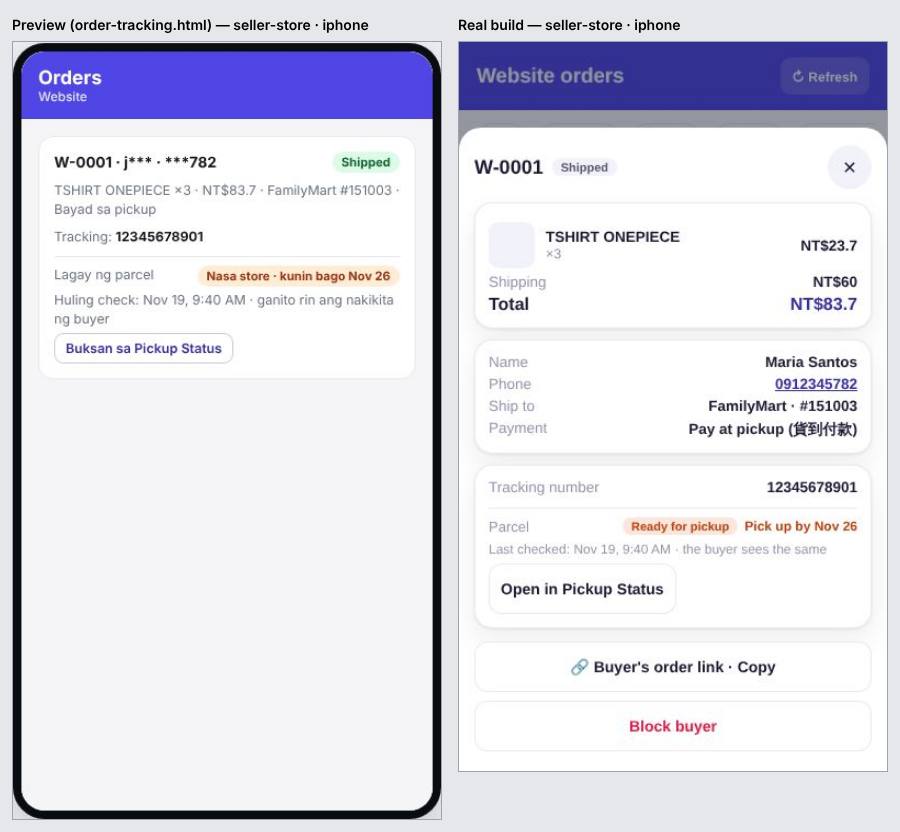 Preview (order-tracking.html) — seller-store · iphone
Orders
Website
W-0001 · j*** · ***782
Shipped
TSHIRT ONEPIECE ×3 · NT$83.7 · FamilyMart #151003 ·
Bayad sa pickup
Tracking: 12345678901
Lagay ng parcel
Nasa store · kunin bago Nov 26
Huling check: Nov 19, 9:40 AM · ganito rin ang nakikita
ng buyer
Buksan sa Pickup Status
Real build — seller-store · iphone
Website orders
↻ Refresh
W-0001
Shipped
✕
TSHIRT ONEPIECE
×3
NT$23.7
Shipping
NT$60
Total
NT$83.7
Name
Maria Santos
Phone
0912345782
Ship to
FamilyMart · #151003
Payment
Pay at pickup (貨到付款)
Tracking number
12345678901
Parcel
Ready for pickup
Pick up by Nov 26
Last checked: Nov 19, 9:40 AM · the buyer sees the same
Open in Pickup Status
🔗 Buyer's order link · Copy
Block buyer